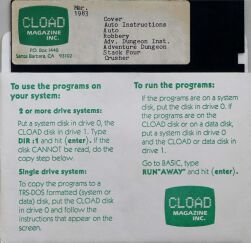 CLOAD
MAGAZINE
INC.
P.O. Box 1448
Santa Barbara, CA 93102
Mar.
1983
Cover
Auto Instructions
Auto
Robbery
Adv. Dungeon Inst.
Adventure Dungeon
Stack Four
Crusher
To use the programs on
your system:
2 or more drive systems:
Put a system disk in drive 0, the
CLOAD disk in drive 1. Type
DIR :1 and hit (enter). If the
disk CANNOT be read, do the
copy step below.
Single drive system:
To copy the programs to a
TRS-DOS formatted (system or
data) disk, put the CLOAD disk
in drive 0 and follow the
instructions that appear on the
screen.
To run the programs:
If the programs are on a system
disk, put the disk in drive 0. If
the programs are on the
CLOAD disk or on a data disk,
put a system disk in drive 0
and the CLOAD or data disk in
drive 1.
Go to BASIC, type
RUN"AWAY" and hit (enter).
CLOAD
MAGAZINE
INC.